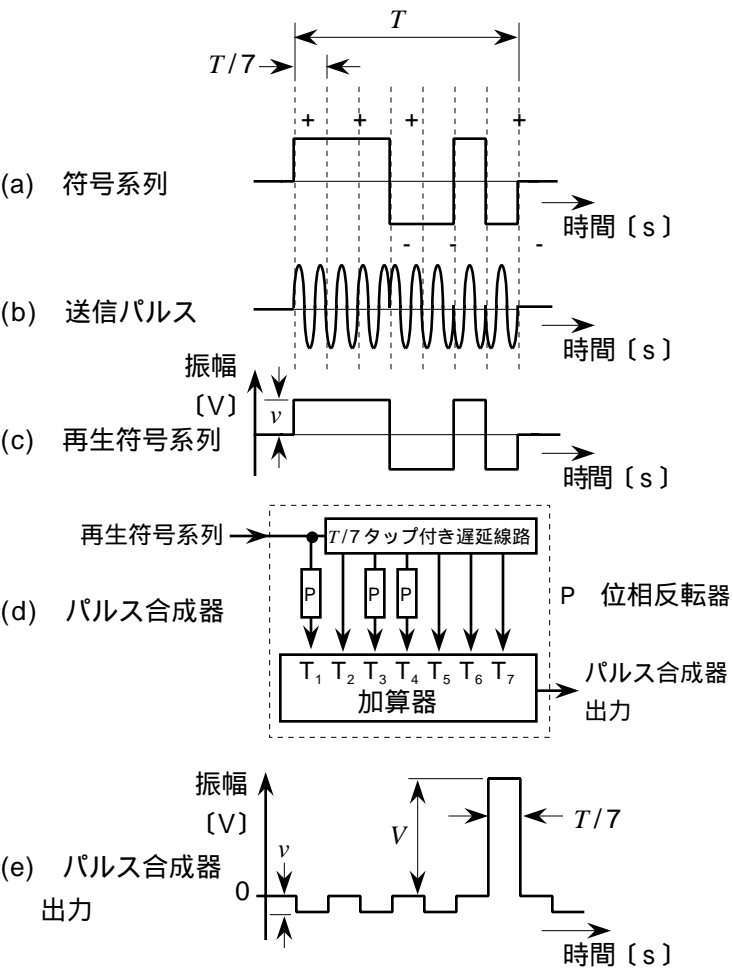 T
T/7
+ + + +
(a) 符号系列
時間〔s〕
- - -
(b) 送信パルス
時間〔s〕
振幅
〔V〕
v
(c) 再生符号系列
時間〔s〕
再生符号系列
T/7 タップ付き遅延線路
P P P
P 位相反転器
(d) パルス合成器
T₁ T₂ T₃ T₄ T₅ T₆ T₇
加算器
パルス合成器
出力
振幅
〔V〕
V
T/7
v
(e) パルス合成器
出力
0
時間〔s〕